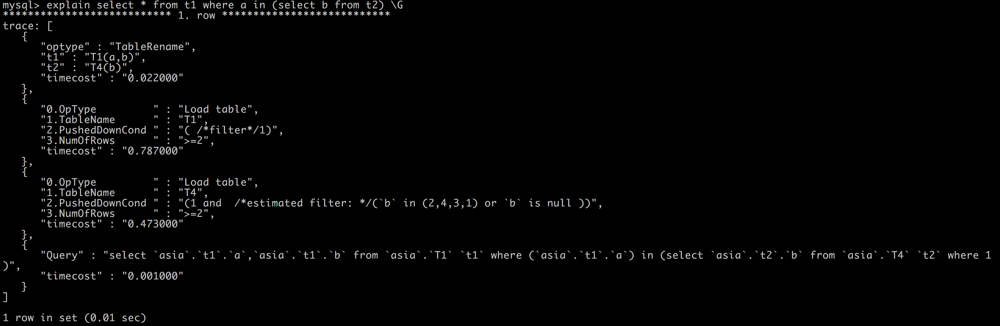 mysql> explain select * from t1 where a in (select b from t2) \G
*************************** 1. row ***************************
trace: [
   {
      "optype" : "TableRename",
      "t1" : "T1(a,b)",
      "t2" : "T4(b)",
      "timecost" : "0.022000"
   },
   {
      "0.OpType         " : "Load table",
      "1.TableName      " : "T1",
      "2.PushedDownCond " : "( /*filter*/1)",
      "3.NumOfRows      " : ">=2",
      "timecost" : "0.787000"
   },
   {
      "0.OpType         " : "Load table",
      "1.TableName      " : "T4",
      "2.PushedDownCond " : "(1 and  /*estimated filter: */(`b` in (2,4,3,1) or `b` is null ))",
      "3.NumOfRows      " : ">=2",
      "timecost" : "0.473000"
   },
   {
      "Query" : "select `asia`.`t1`.`a`,`asia`.`t1`.`b` from `asia`.`T1` `t1` where (`asia`.`t1`.`a`) in (select `asia`.`t2`.`b` from `asia`.`T4` `t2` where 1
)",
      "timecost" : "0.001000"
   }
]
1 row in set (0.01 sec)